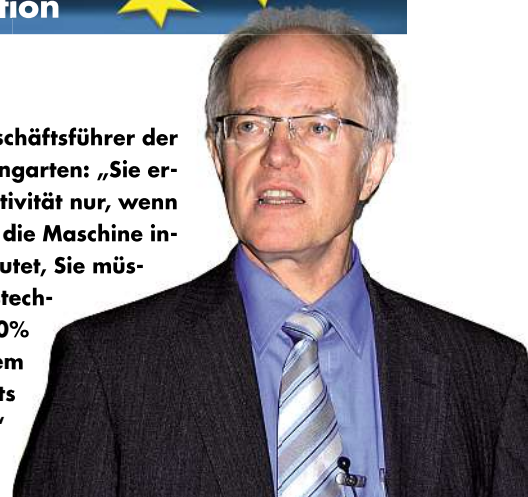 tion
schäftsführer der
ngarten: „Sie er-
tivität nur, wenn
die Maschine in-
utet, Sie müs-
tech-
0%
em
ts
“